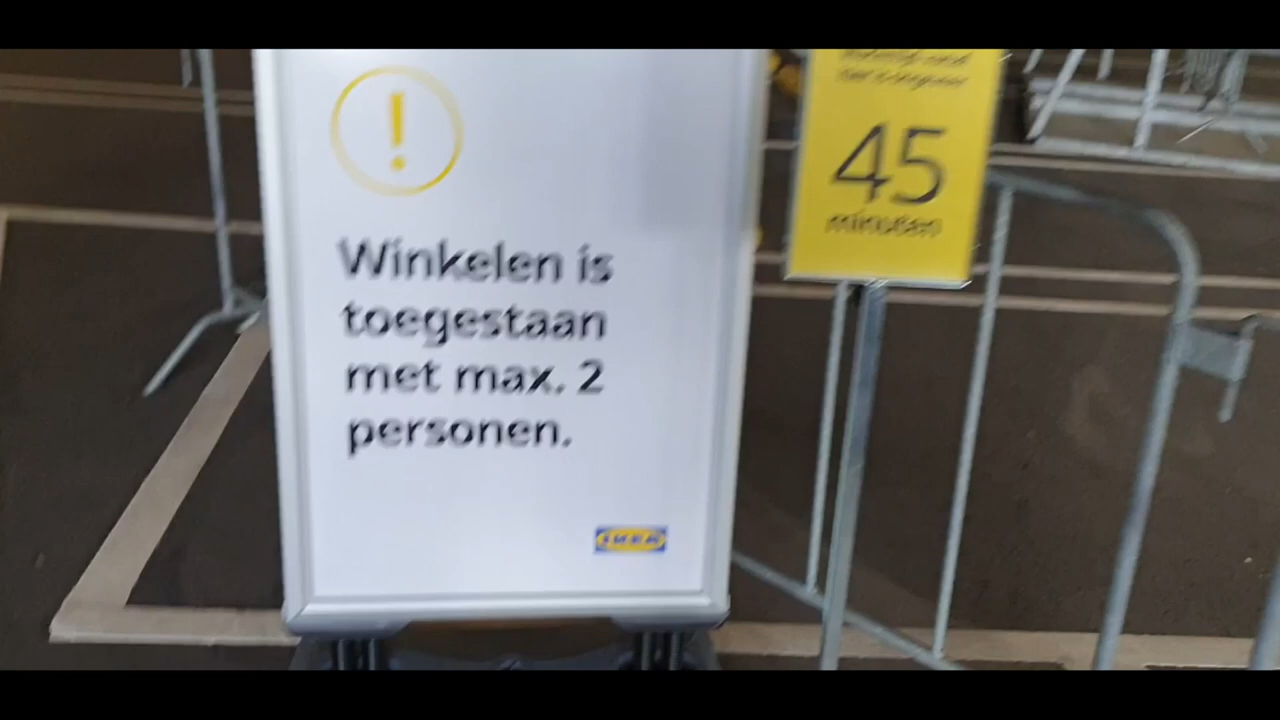 !
Winkelen is
toegestaan
met max. 2
personen.
IKEA
45
minuten